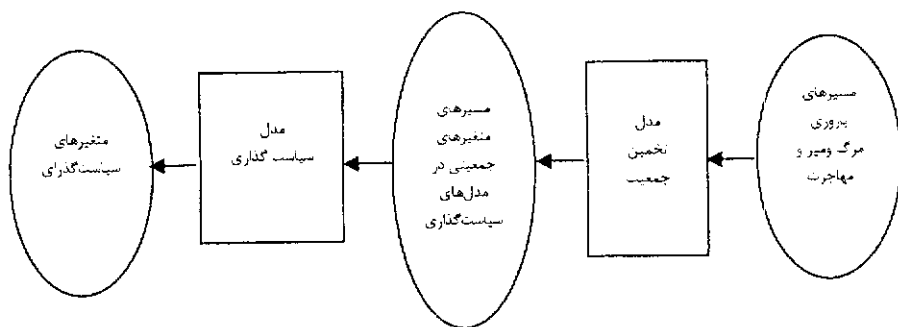 مسیرهای
باروری
مرگ ومیر و
مهاجرت
مدل
تخمین
جمعیت
مسیرهای
متغیرهای
جمعیتی در
مدل‌های
سیاست‌گذاری
مدل
سیاست گذاری
متغیرهای
سیاست‌گذرای